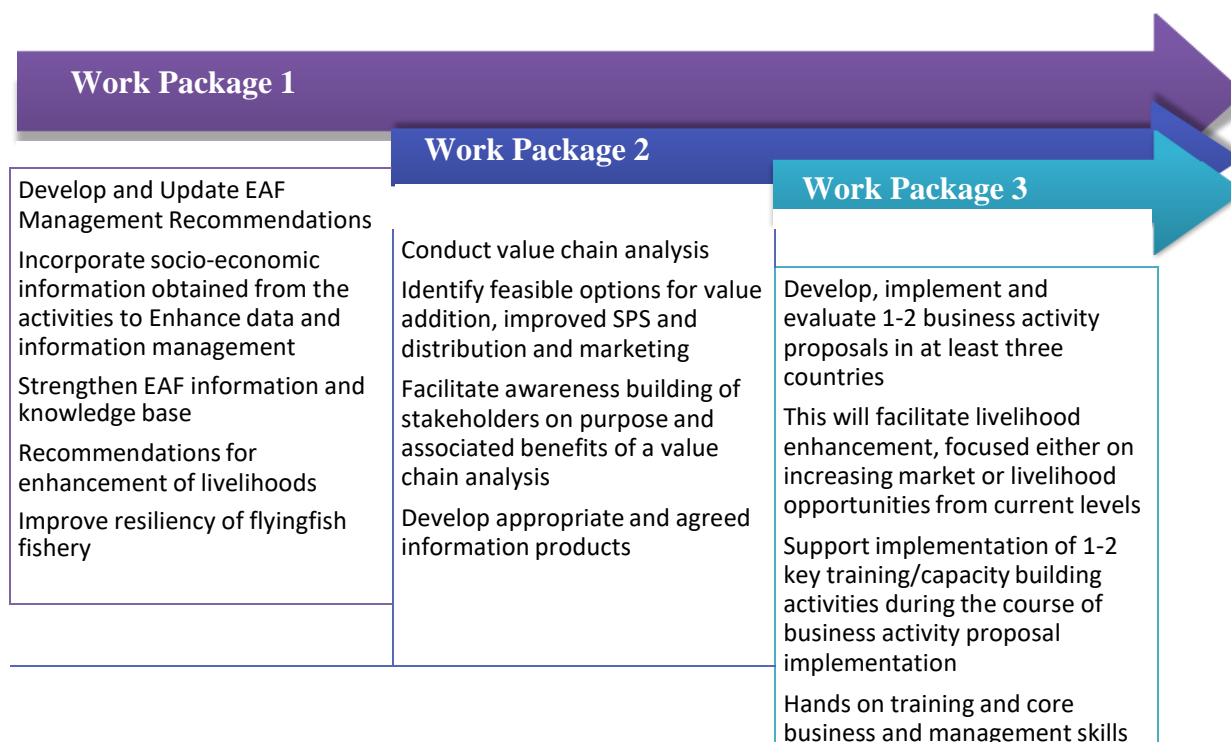 Work Package 1
Work Package 2
Work Package 3
Develop and Update EAF
Management Recommendations
Incorporate socio-economic
information obtained from the
activities to Enhance data and
information management
Strengthen EAF information and
knowledge base
Recommendations for
enhancement of livelihoods
Improve resiliency of flyingfish
fishery
Conduct value chain analysis
Identify feasible options for value
addition, improved SPS and
distribution and marketing
Facilitate awareness building of
stakeholders on purpose and
associated benefits of a value
chain analysis
Develop appropriate and agreed
information products
Develop, implement and
evaluate 1-2 business activity
proposals in at least three
countries
This will facilitate livelihood
enhancement, focused either on
increasing market or livelihood
opportunities from current levels
Support implementation of 1-2
key training/capacity building
activities during the course of
business activity proposal
implementation
Hands on training and core
business and management skills